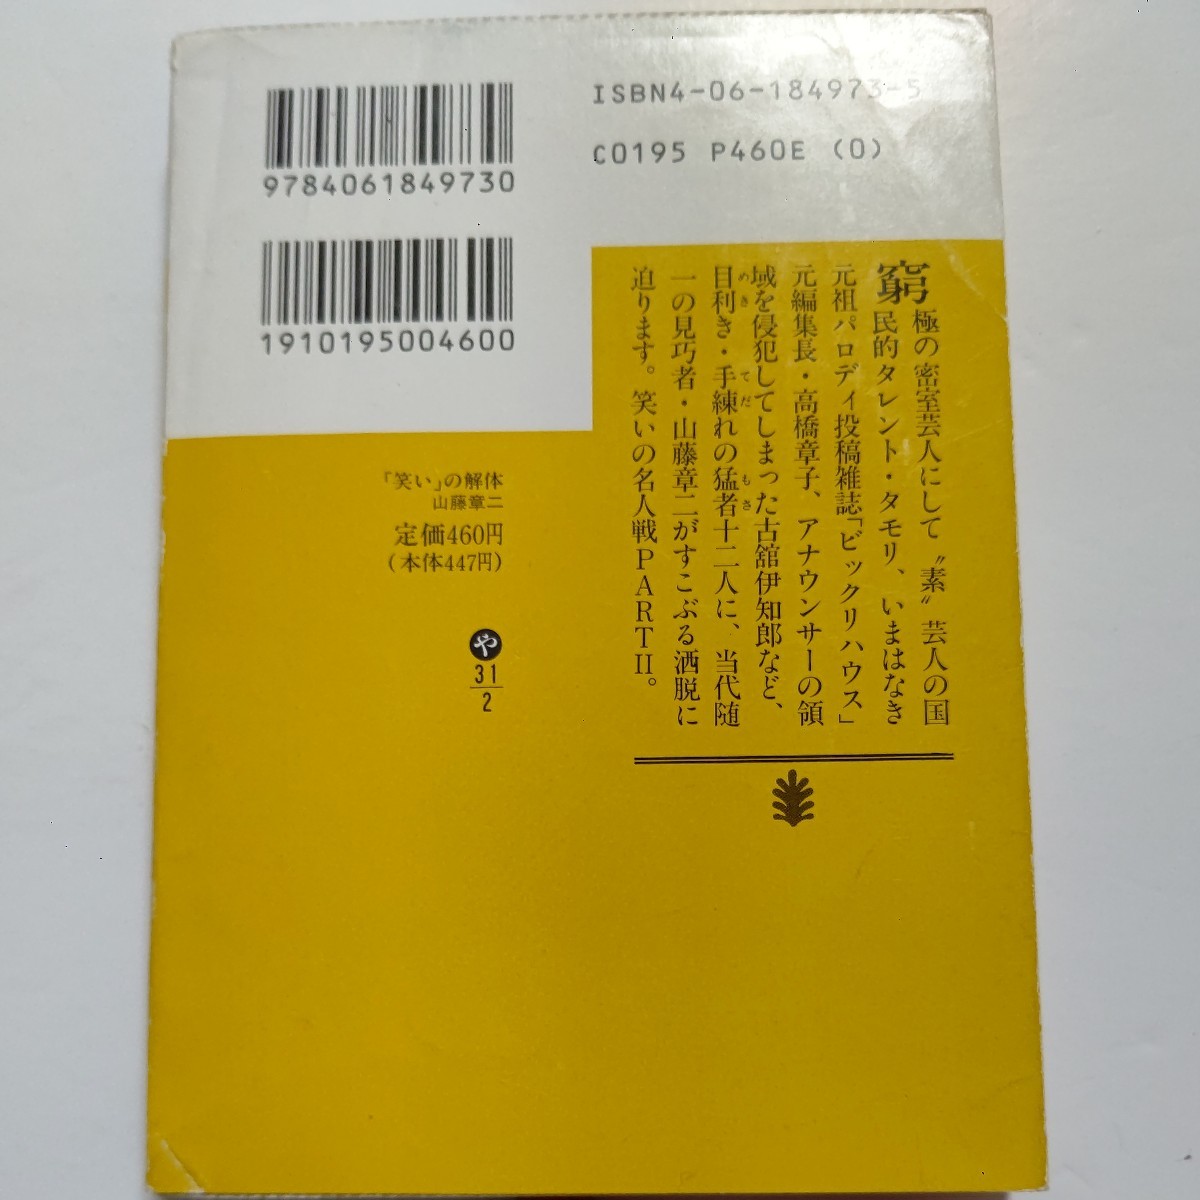 ISBN4-06-184973-5
C0195 P460E (0)
9784061849730
1910195004600
窮極の密室芸人にして〝素〟芸人の国
民的タレント・タモリ、いまはなき
元祖パロディ投稿雑誌「ビックリハウス」
元編集長・高橋章子、アナウンサーの領
域を侵犯してしまった古舘伊知郎など、
目利き・手練れの猛者十二人に、当代随
めき てだ もさ
一の見巧者・山藤章二がすこぶる洒脱に
迫ります。笑いの名人戦PARTII。
「笑い」の解体
山藤章二
定価460円
(本体447円)
や
31
2